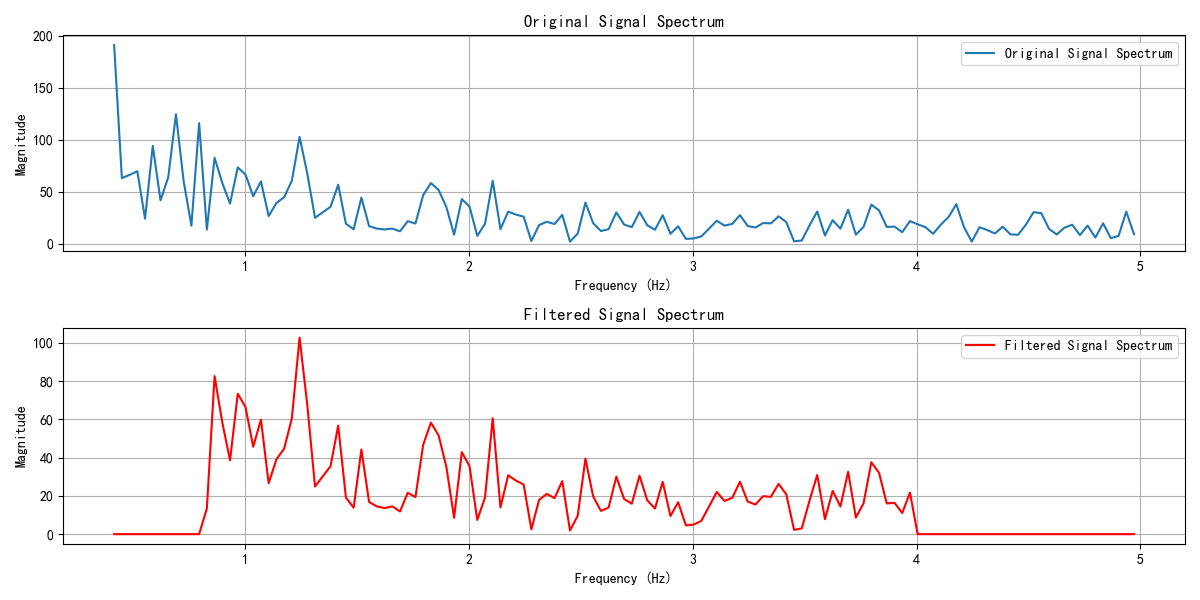 Original Signal Spectrum
200
150
100
50
0
Magnitude
Original Signal Spectrum
1 2 3 4 5
Frequency (Hz)
Filtered Signal Spectrum
100
80
60
40
20
0
Magnitude
Filtered Signal Spectrum
1 2 3 4 5
Frequency (Hz)